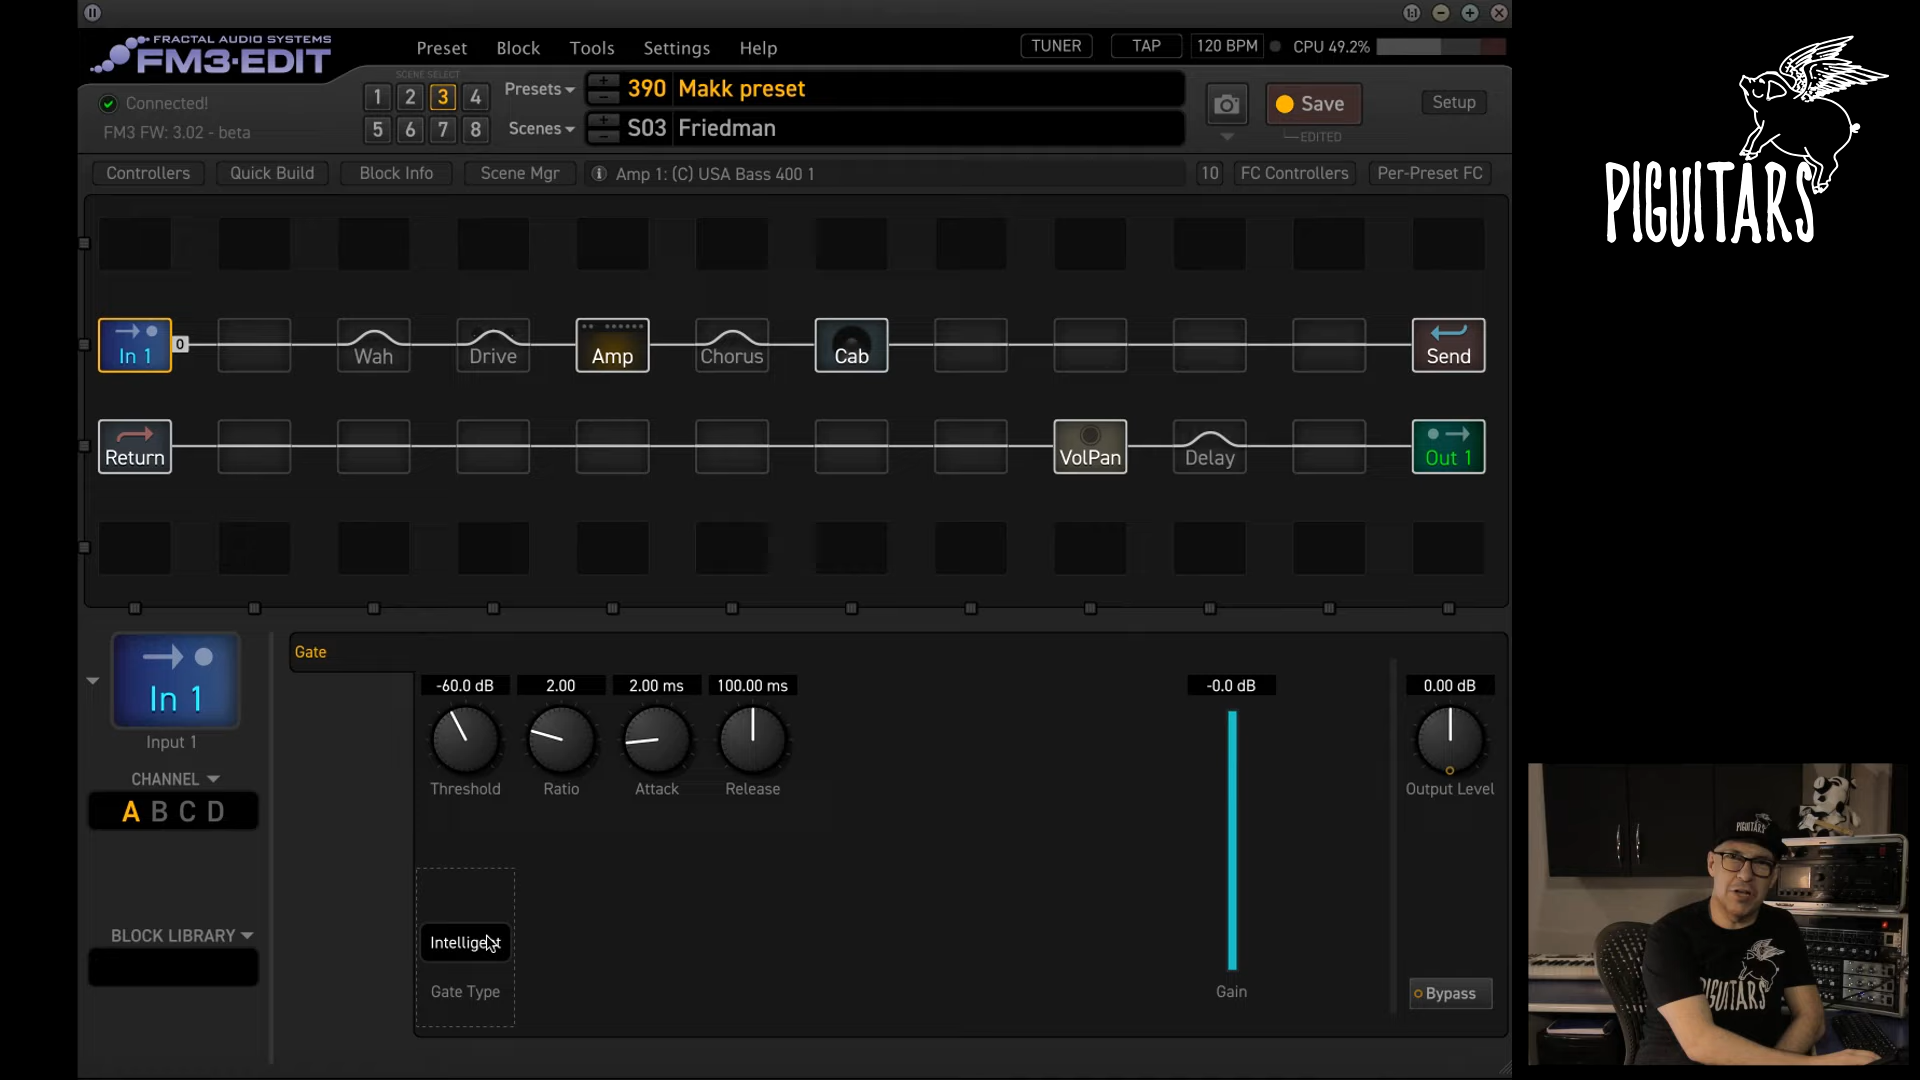 FRACTAL AUDIO SYSTEMS
FM3-EDIT
Preset Block Tools Settings Help
TUNER TAP 120 BPM CPU 49.2%
SCENE SELECT
1 2 3 4
5 6 7 8
Presets 390 Makk preset
Scenes S03 Friedman
Save
EDITED
Setup
Connected!
FM3 FW: 3.02 - beta
Controllers Quick Build Block Info Scene Mgr Amp 1: (C) USA Bass 400 1 10 FC Controllers Per-Preset FC
In 1 0 Wah Drive Amp Chorus Cab Send
Return VolPan Delay Out 1
In 1
Input 1
CHANNEL
A B C D
BLOCK LIBRARY
Gate
-60.0 dB 2.00 2.00 ms 100.00 ms -0.0 dB 0.00 dB
Threshold Ratio Attack Release Output Level
Intelligent
Gate Type Gain
Bypass
PIGUITARS
PIGUITARS
PIGUITARS